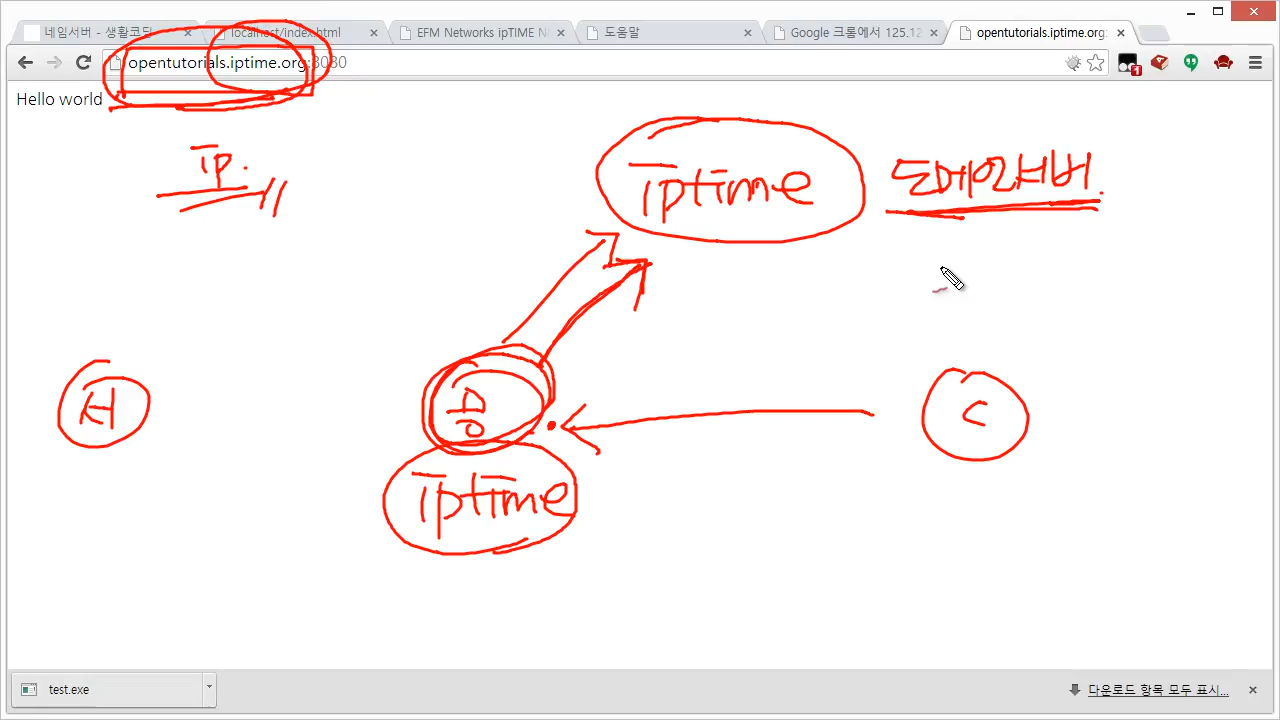 네임서버 - 생활코딩
localhost/index.html
EFM Networks ipTIME N
도움말
Google 크롬에서 125.12
opentutorials.iptime.org:
opentutorials.iptime.org:8080
Hello world
ip.
iptime
도메인서버.
H
C
iptime
test.exe
다운로드 항목 모두 표시...